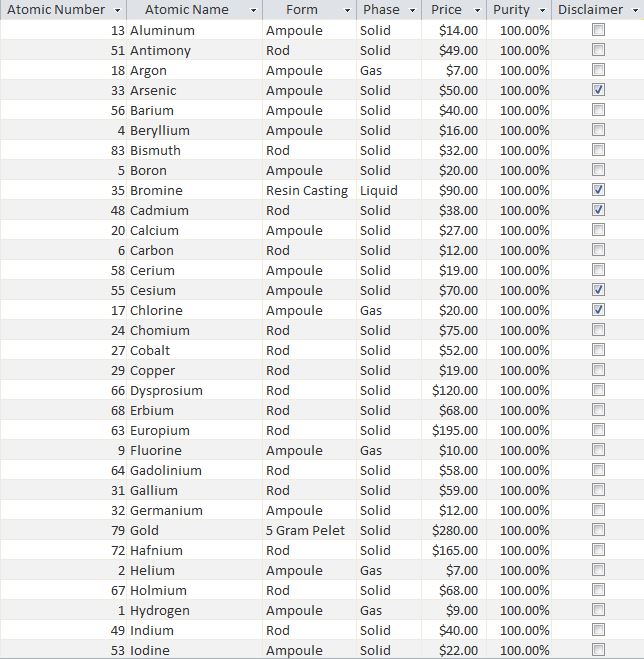 Atomic Number Atomic Name Form Phase Price Purity Disclaimer
13 Aluminum Ampoule Solid $14.00 100.00%
51 Antimony Rod Solid $49.00 100.00%
18 Argon Ampoule Gas $7.00 100.00%
33 Arsenic Ampoule Solid $50.00 100.00%
56 Barium Ampoule Solid $40.00 100.00%
4 Beryllium Ampoule Solid $16.00 100.00%
83 Bismuth Rod Solid $32.00 100.00%
5 Boron Ampoule Solid $20.00 100.00%
35 Bromine Resin Casting Liquid $90.00 100.00%
48 Cadmium Rod Solid $38.00 100.00%
20 Calcium Ampoule Solid $27.00 100.00%
6 Carbon Rod Solid $12.00 100.00%
58 Cerium Ampoule Solid $19.00 100.00%
55 Cesium Ampoule Solid $70.00 100.00%
17 Chlorine Ampoule Gas $20.00 100.00%
24 Chomium Rod Solid $75.00 100.00%
27 Cobalt Rod Solid $52.00 100.00%
29 Copper Rod Solid $19.00 100.00%
66 Dysprosium Rod Solid $120.00 100.00%
68 Erbium Rod Solid $68.00 100.00%
63 Europium Rod Solid $195.00 100.00%
9 Fluorine Ampoule Gas $10.00 100.00%
64 Gadolinium Rod Solid $58.00 100.00%
31 Gallium Rod Solid $59.00 100.00%
32 Germanium Ampoule Solid $12.00 100.00%
79 Gold 5 Gram Pelet Solid $280.00 100.00%
72 Hafnium Rod Solid $165.00 100.00%
2 Helium Ampoule Gas $7.00 100.00%
67 Holmium Rod Solid $68.00 100.00%
1 Hydrogen Ampoule Gas $9.00 100.00%
49 Indium Rod Solid $40.00 100.00%
53 Iodine Ampoule Solid $22.00 100.00%